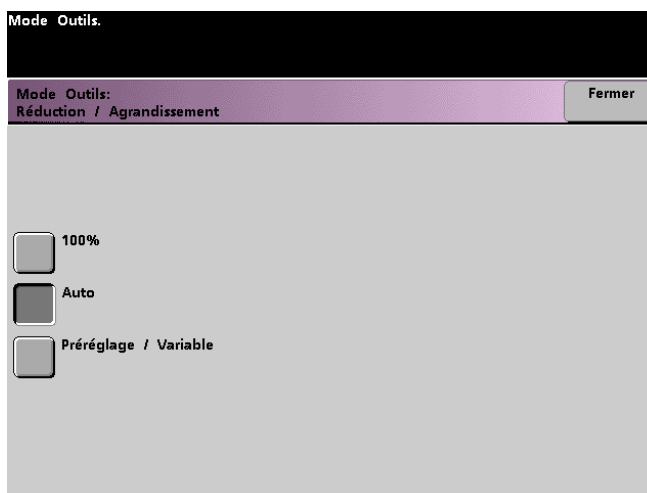 Mode Outils.
Mode Outils:
Réduction / Agrandissement
Fermer
100%
Auto
Préréglage / Variable